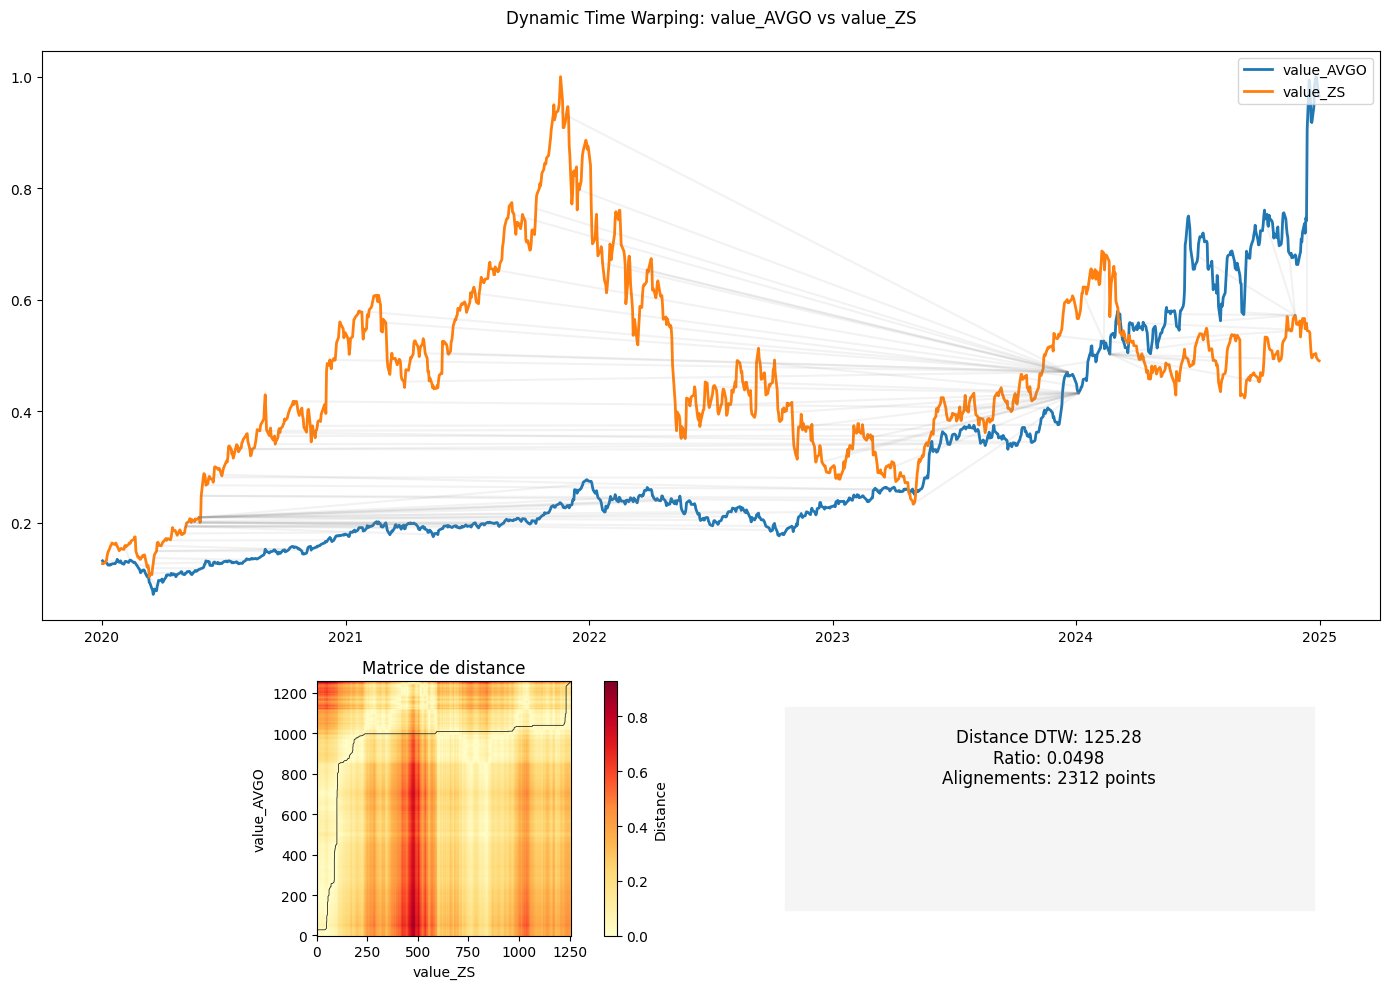 Dynamic Time Warping: value_AVGO vs value_ZS
value_AVGO
value_ZS
1.0
0.8
0.6
0.4
0.2
2020 2021 2022 2023 2024 2025
Matrice de distance
1200
1000
800
600
400
200
0
value_AVGO
0 250 500 750 1000 1250
value_ZS
0.8
0.6
0.4
0.2
0.0
Distance
Distance DTW: 125.28
Ratio: 0.0498
Alignements: 2312 points